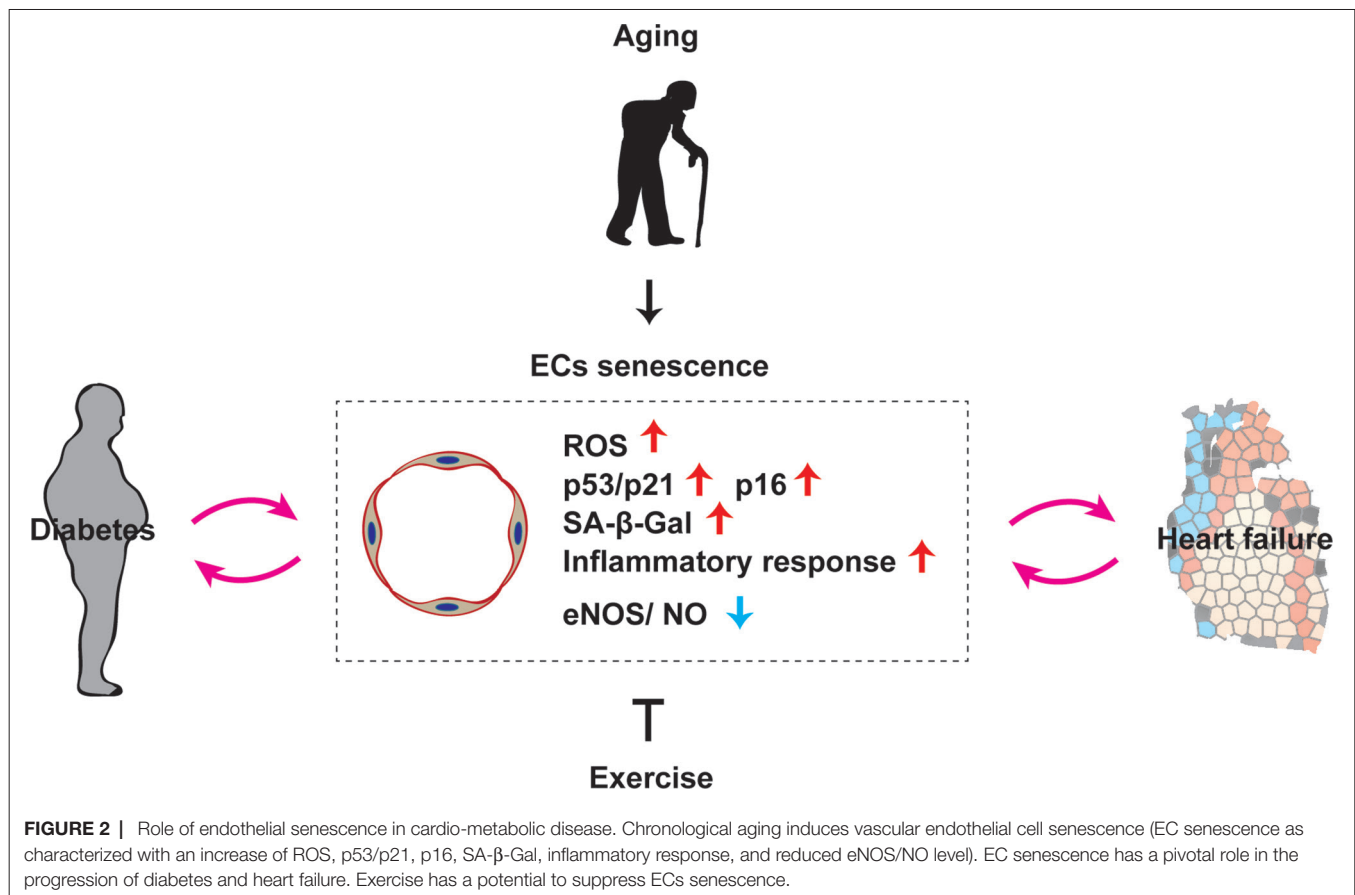 Aging
ECs senescence
ROS
p53/p21 p16
SA-β-Gal
Inflammatory response
eNOS/ NO
Diabetes
Heart failure
Exercise
FIGURE 2 | Role of endothelial senescence in cardio-metabolic disease. Chronological aging induces vascular endothelial cell senescence (EC senescence as
characterized with an increase of ROS, p53/p21, p16, SA-β-Gal, inflammatory response, and reduced eNOS/NO level). EC senescence has a pivotal role in the
progression of diabetes and heart failure. Exercise has a potential to suppress ECs senescence.